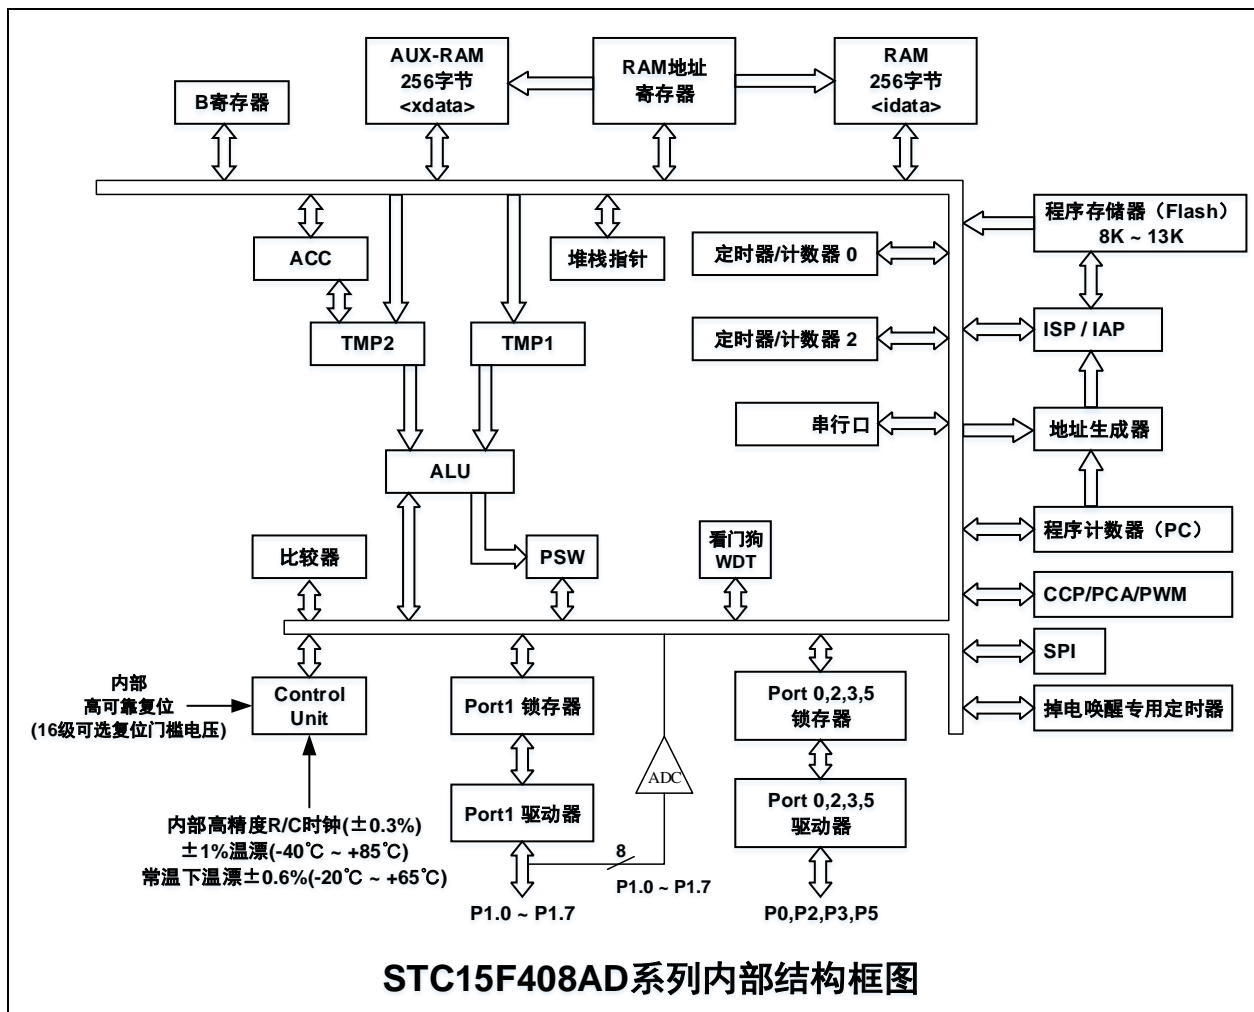 AUX-RAM
256字节
<xdata>
RAM地址
寄存器
RAM
256字节
<idata>
B寄存器
程序存储器（Flash）
8K ~ 13K
ACC
堆栈指针
定时器/计数器 0
TMP2
TMP1
定时器/计数器 2
ISP / IAP
串行口
地址生成器
ALU
比较器
PSW
看门狗
WDT
程序计数器（PC）
CCP/PCA/PWM
SPI
内部
高可靠复位
(16级可选复位门槛电压)
Control
Unit
Port1 锁存器
Port 0,2,3,5
锁存器
掉电唤醒专用定时器
ADC
Port1 驱动器
Port 0,2,3,5
驱动器
内部高精度R/C时钟(±0.3%)
±1%温漂(-40℃ ~ +85℃)
常温下温漂±0.6%(-20℃ ~ +65℃)
8
P1.0 ~ P1.7
P1.0 ~ P1.7
P0,P2,P3,P5
STC15F408AD系列内部结构框图